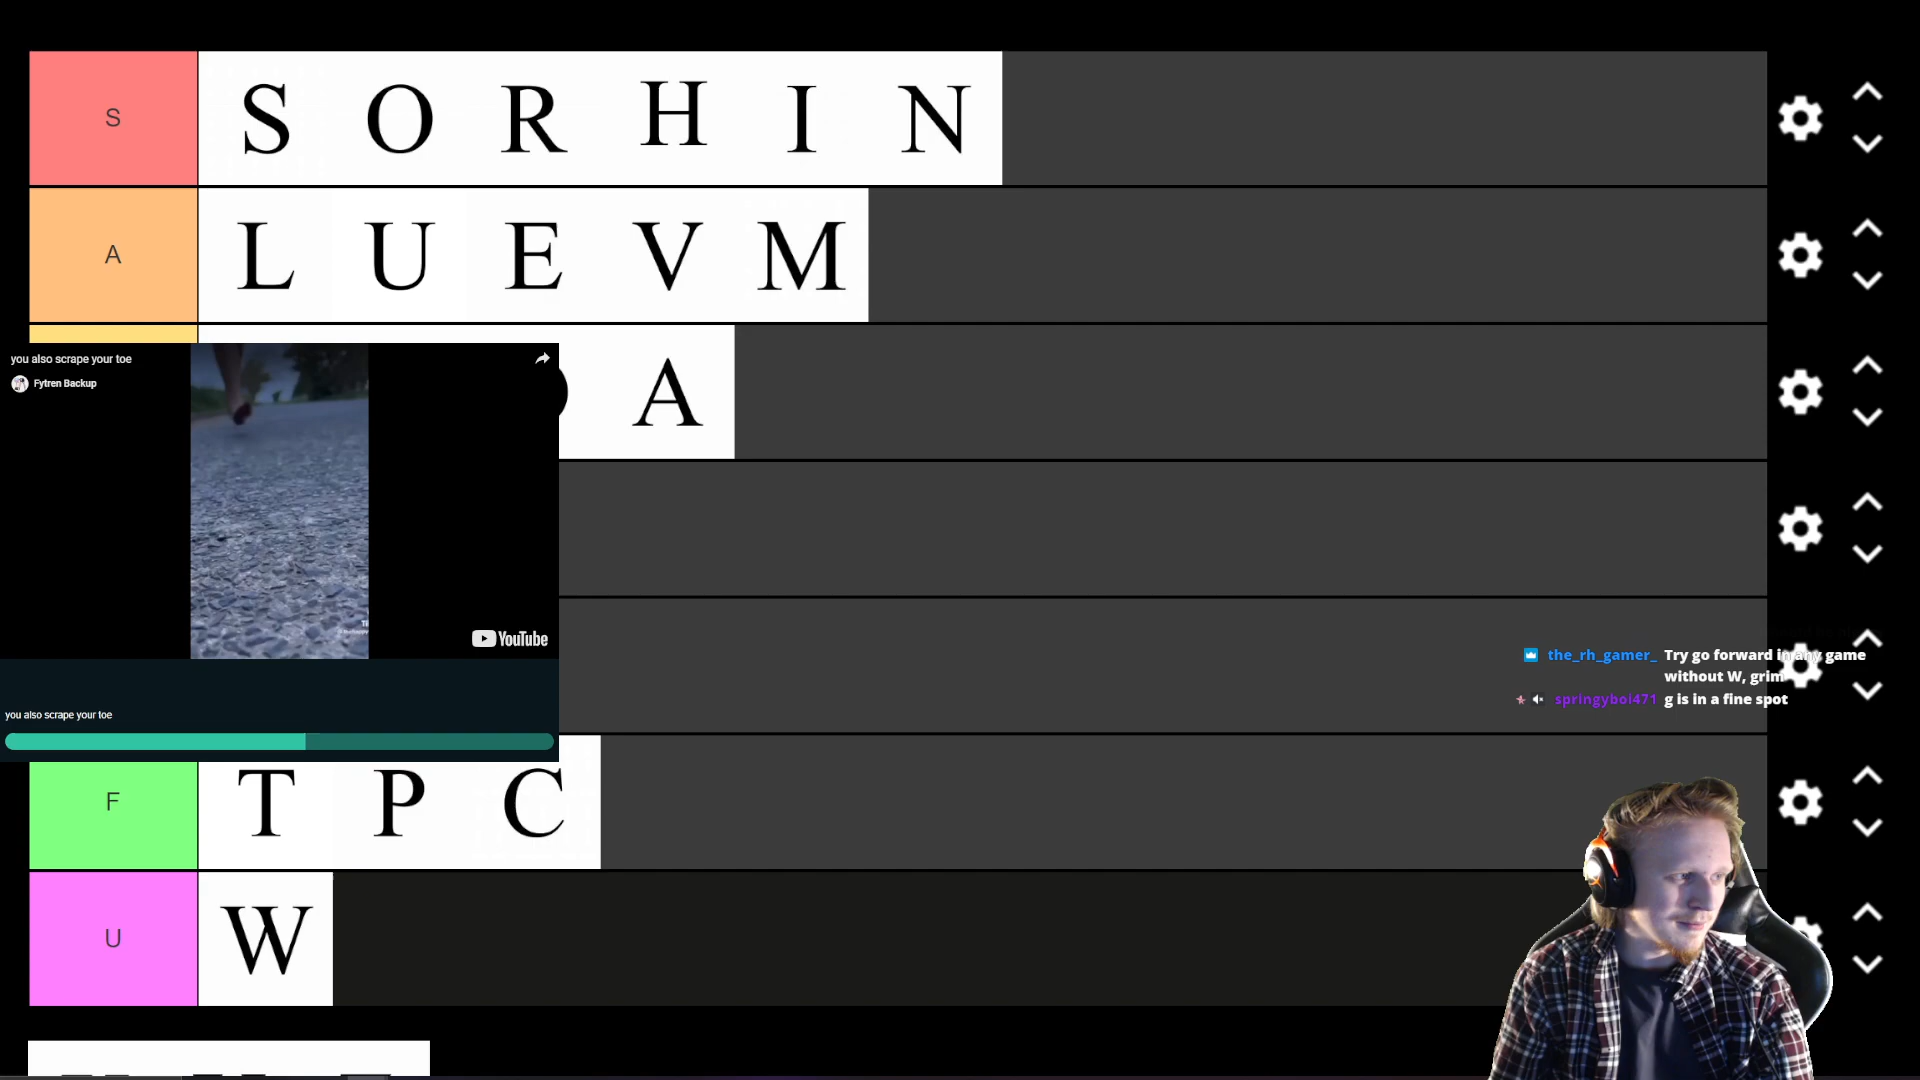 S S O R H I N
A L U E V M
you also scrape your toe
Fytren Backup
A
YouTube
you also scrape your toe
the_rh_gamer_ Try go forward in any game
without W, grim
springyboi471 g is in a fine spot
F T P C
U W